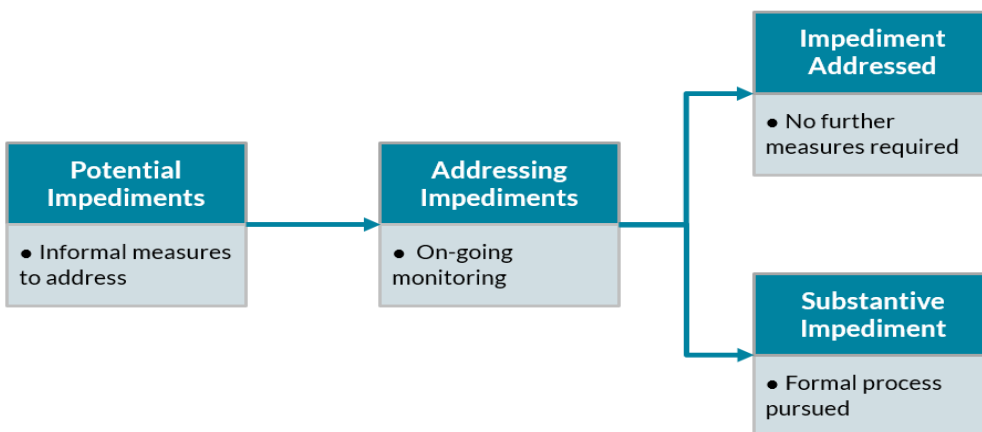 Potential
Impediments
● Informal measures
to address
Addressing
Impediments
● On-going
monitoring
Impediment
Addressed
● No further
measures required
Substantive
Impediment
● Formal process
pursued